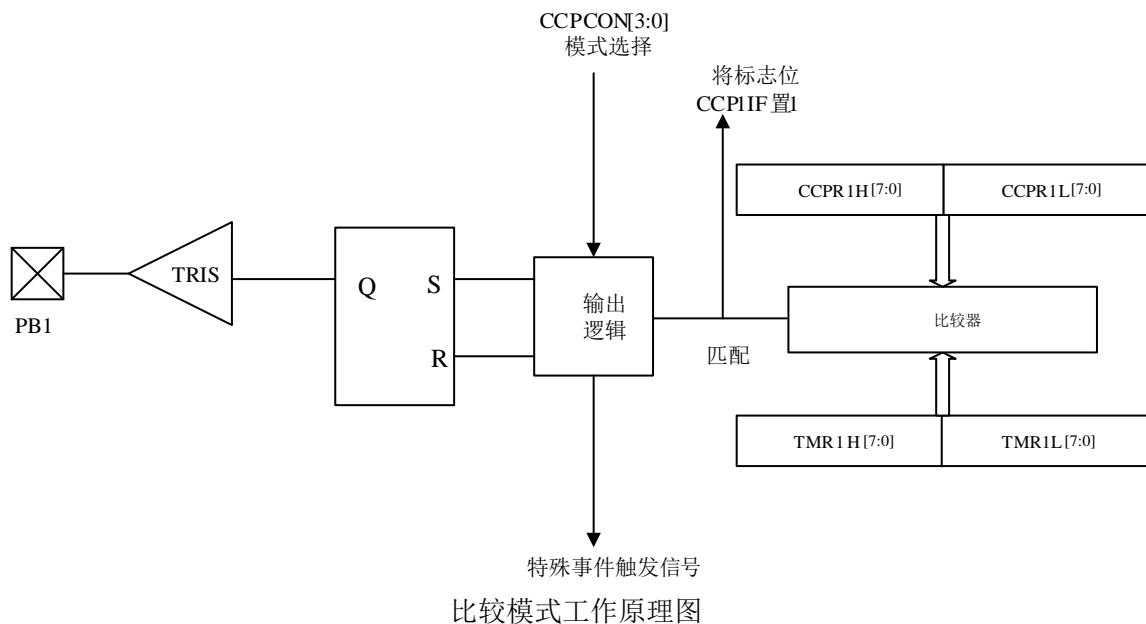 CCPCON[3:0]
模式选择
将标志位
CCP1IF置1
CCPR1H[7:0]
CCPR1L[7:0]
TRIS
Q
S
R
PB1
输出
逻辑
匹配
比较器
TMR1H[7:0]
TMR1L[7:0]
特殊事件触发信号
比较模式工作原理图